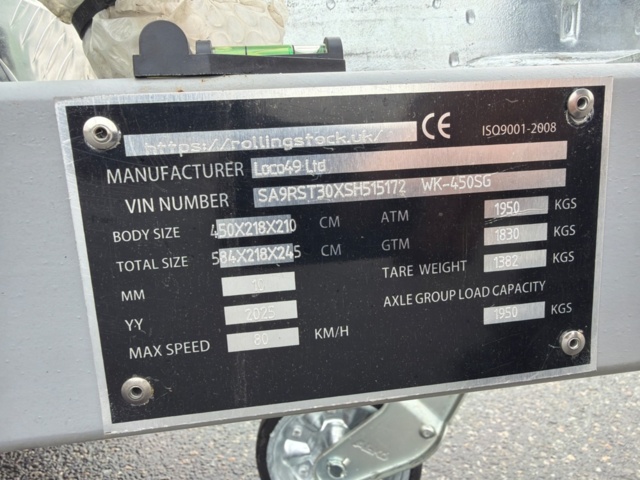 https://rollingstock.uk/ CE ISO9001-2008
MANUFACTURER Loco49 Ltd
VIN NUMBER SA9RST30XSH515172 WK-450SG
BODY SIZE 450X218X210 CM ATM 1950 KGS
TOTAL SIZE 584X218X245 CM GTM 1830 KGS
MM TARE WEIGHT 1382 KGS
YY 2025 AXLE GROUP LOAD CAPACITY
MAX SPEED 80 KM/H 1950 KGS